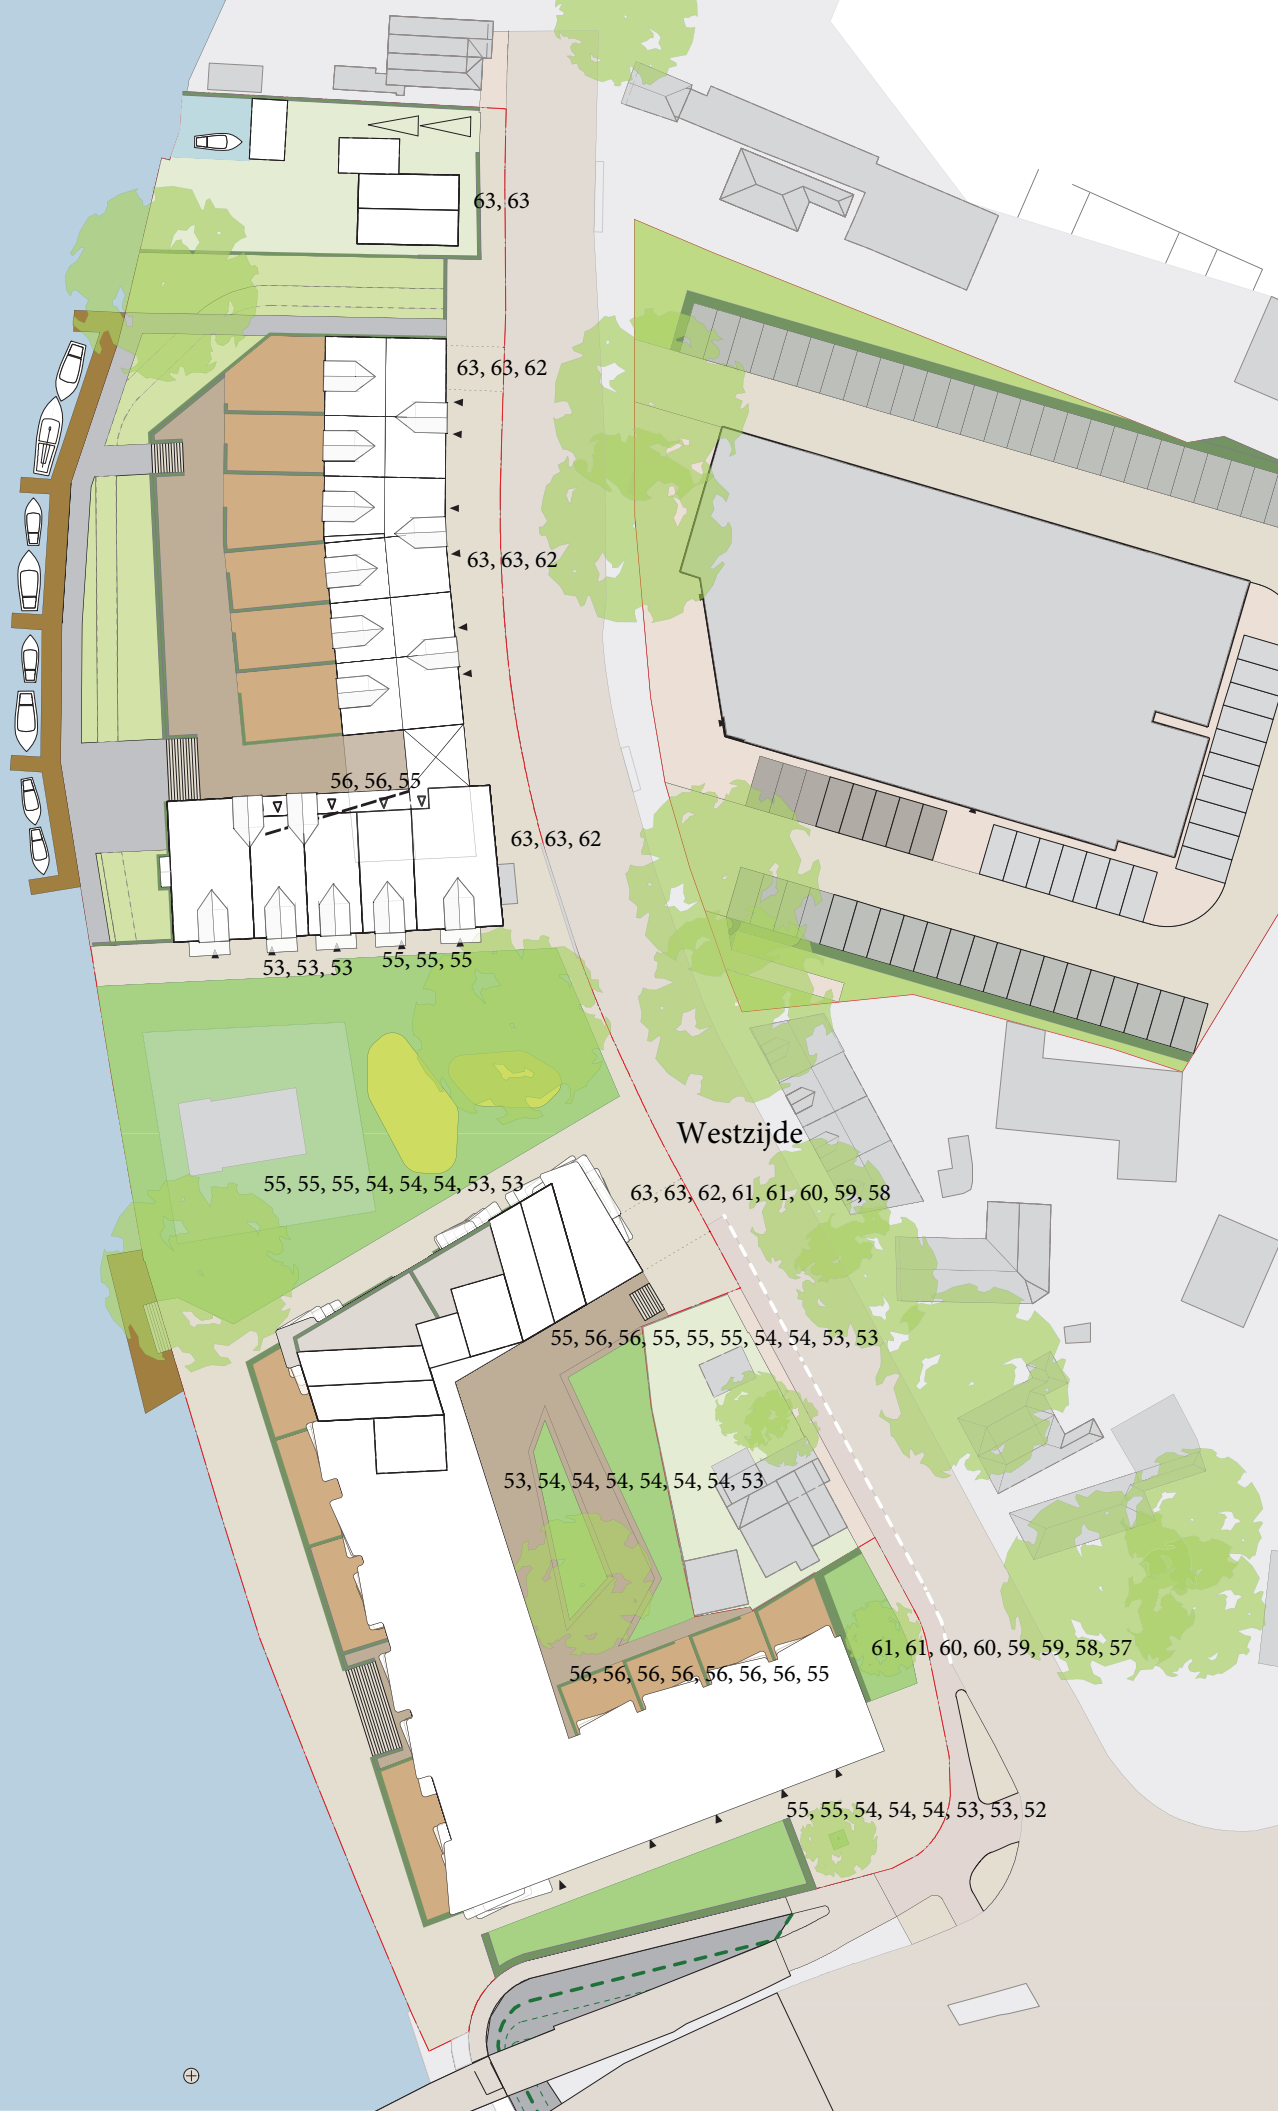 63, 63
63, 63, 62
63, 63, 62
56, 56, 55
63, 63, 62
53, 53, 53
55, 55, 55
Westzijde
55, 55, 55, 54, 54, 54, 53, 53
63, 63, 62, 61, 61, 60, 59, 58
55, 56, 56, 55, 55, 55, 54, 54, 53, 53
53, 54, 54, 54, 54, 54, 54, 53
61, 61, 60, 60, 59, 59, 58, 57
56, 56, 56, 56, 56, 56, 56, 55
55, 55, 54, 54, 54, 53, 53, 52